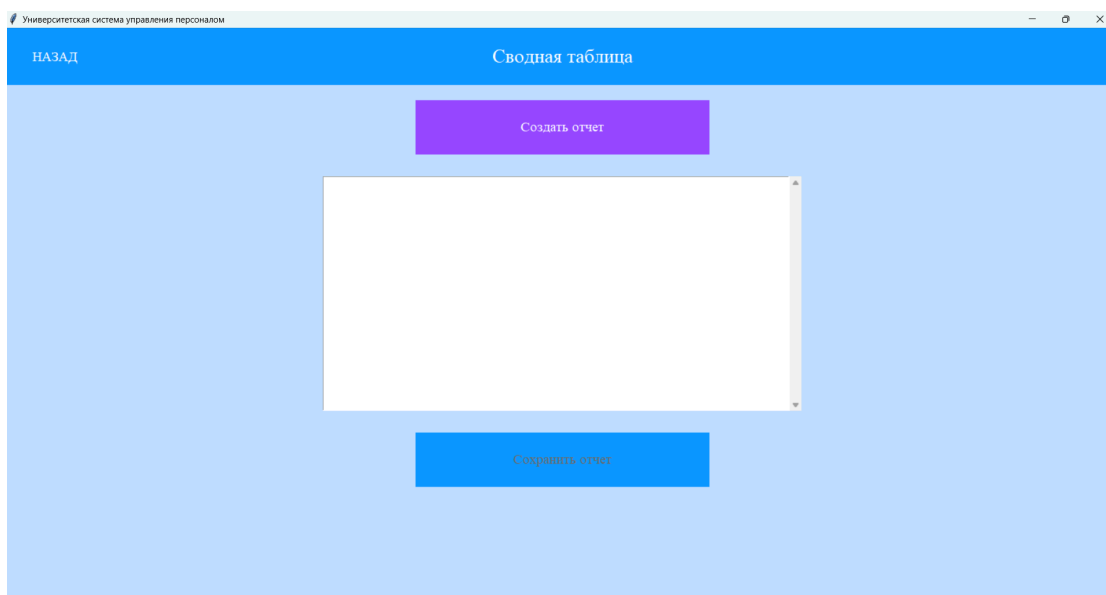 Университетская система управления персоналом
НАЗАД
Сводная таблица
Создать отчет
Сохранить отчет